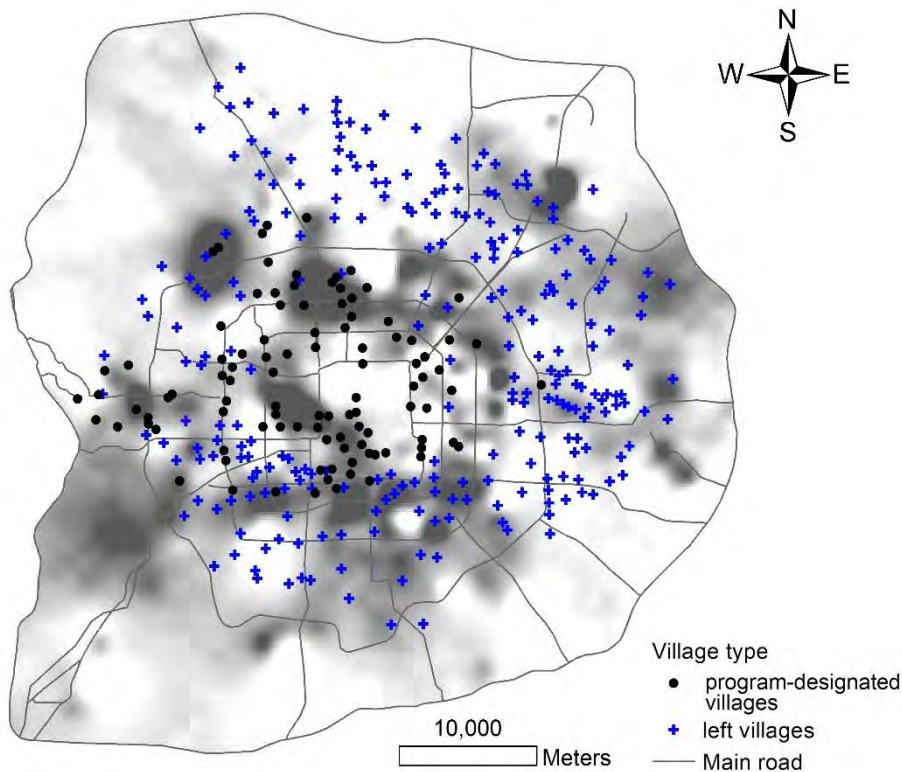 N
W E
S
Village type
program-designated
villages
left villages
Main road
10,000
Meters